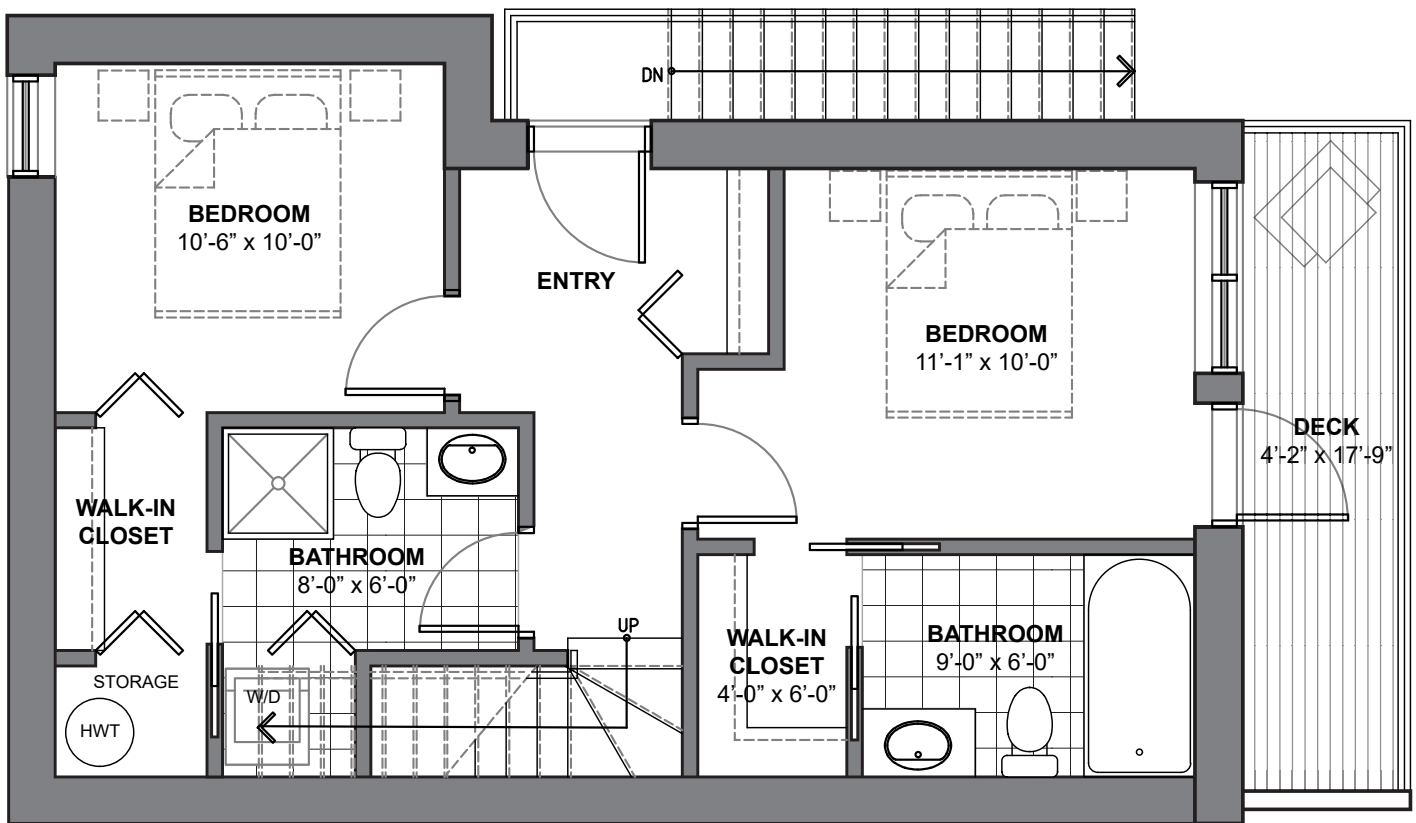 DN
BEDROOM
10’-6” x 10’-0”
ENTRY
BEDROOM
11’-1” x 10’-0”
DECK
4’-2” x 17’-9”
WALK-IN
CLOSET
BATHROOM
8’-0” x 6’-0”
UP
WALK-IN
CLOSET
4’-0” x 6’-0”
BATHROOM
9’-0” x 6’-0”
STORAGE
W/D
HWT